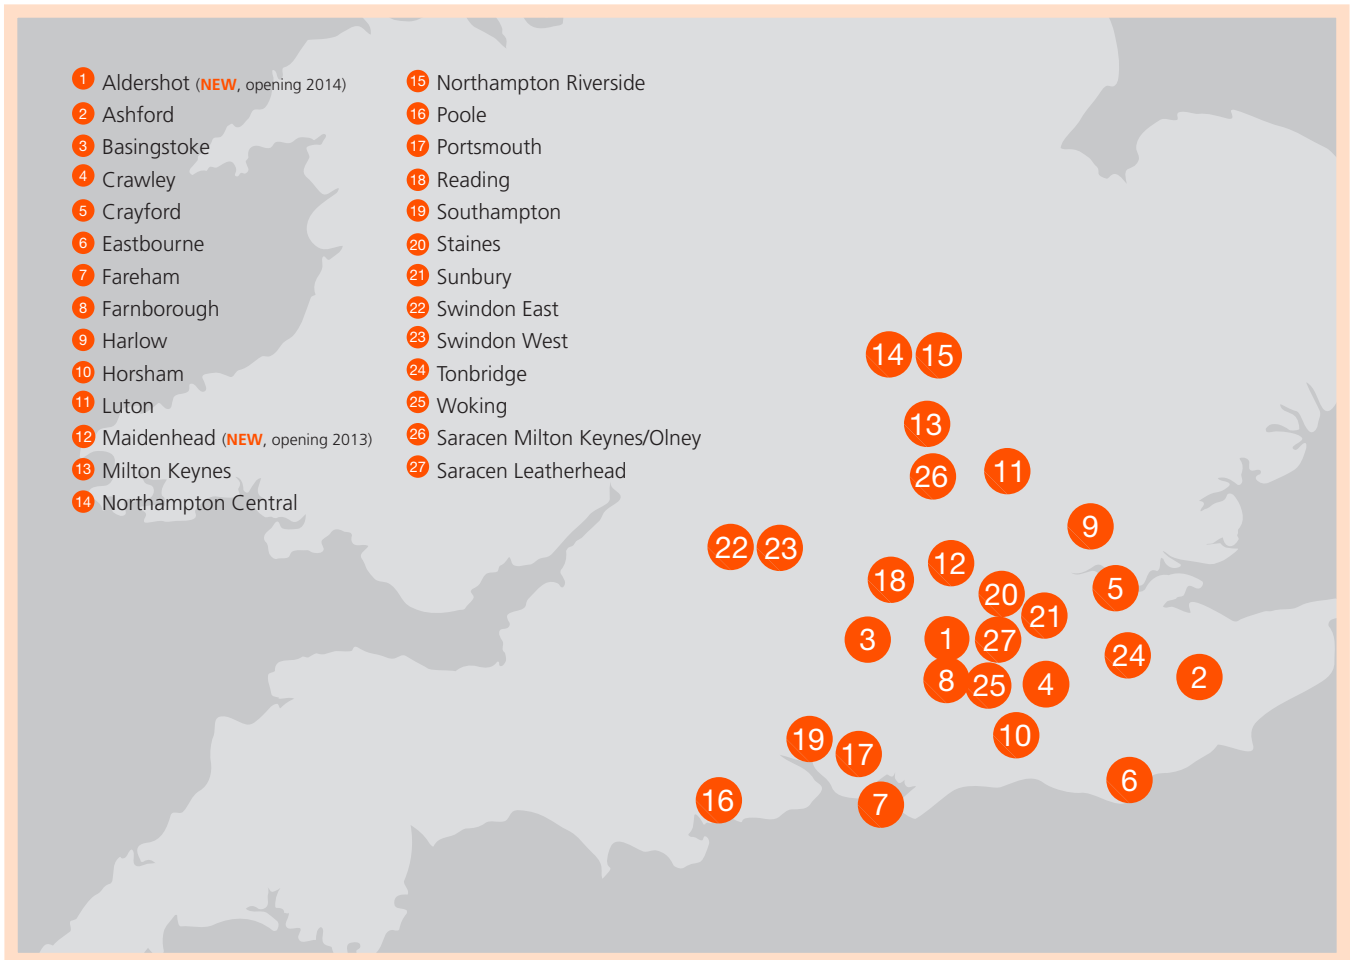 1 Aldershot (NEW, opening 2014)
2 Ashford
3 Basingstoke
4 Crawley
5 Crayford
6 Eastbourne
7 Fareham
8 Farnborough
9 Harlow
10 Horsham
11 Luton
12 Maidenhead (NEW, opening 2013)
13 Milton Keynes
14 Northampton Central
15 Northampton Riverside
16 Poole
17 Portsmouth
18 Reading
19 Southampton
20 Staines
21 Sunbury
22 Swindon East
23 Swindon West
24 Tonbridge
25 Woking
26 Saracen Milton Keynes/Olney
27 Saracen Leatherhead
14 15
13
26 11
9
22 23 12
18 20 5
21
3 1 27
24
8 25 4 2
19 17 10
16 7 6